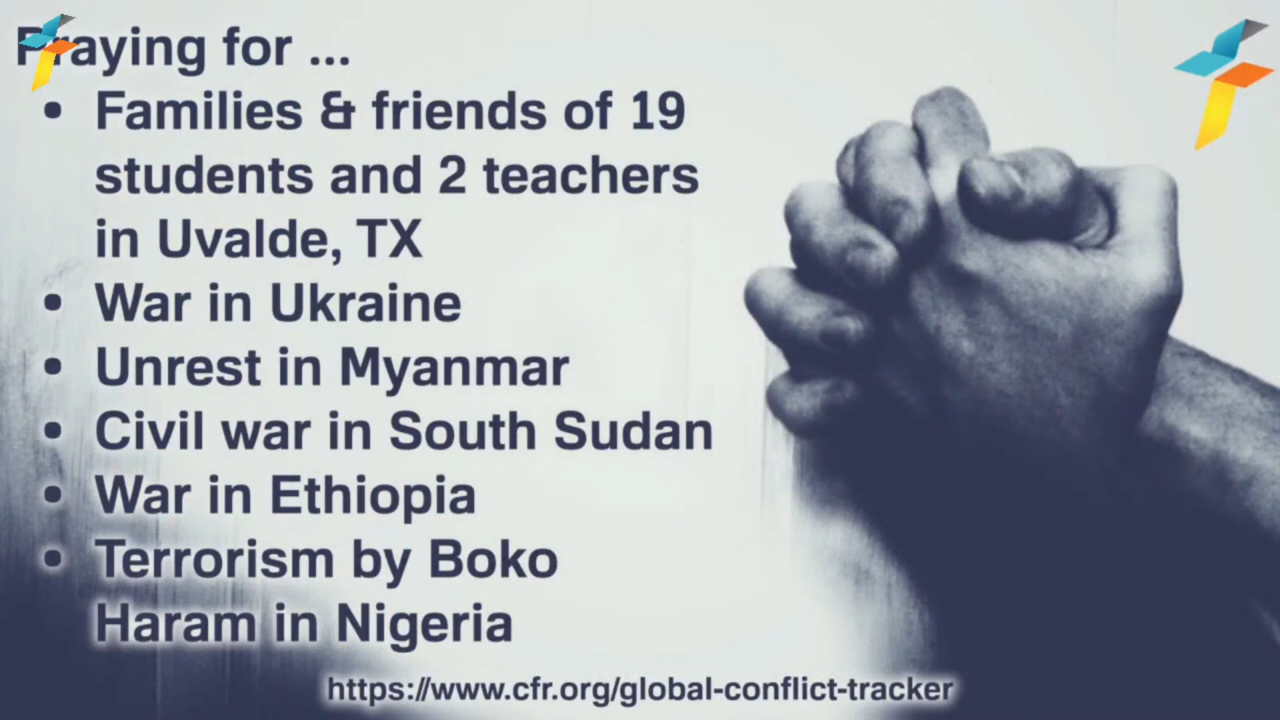 Praying for ...
• Families & friends of 19
students and 2 teachers
in Uvalde, TX
• War in Ukraine
• Unrest in Myanmar
• Civil war in South Sudan
• War in Ethiopia
• Terrorism by Boko
Haram in Nigeria
https://www.cfr.org/global-conflict-tracker